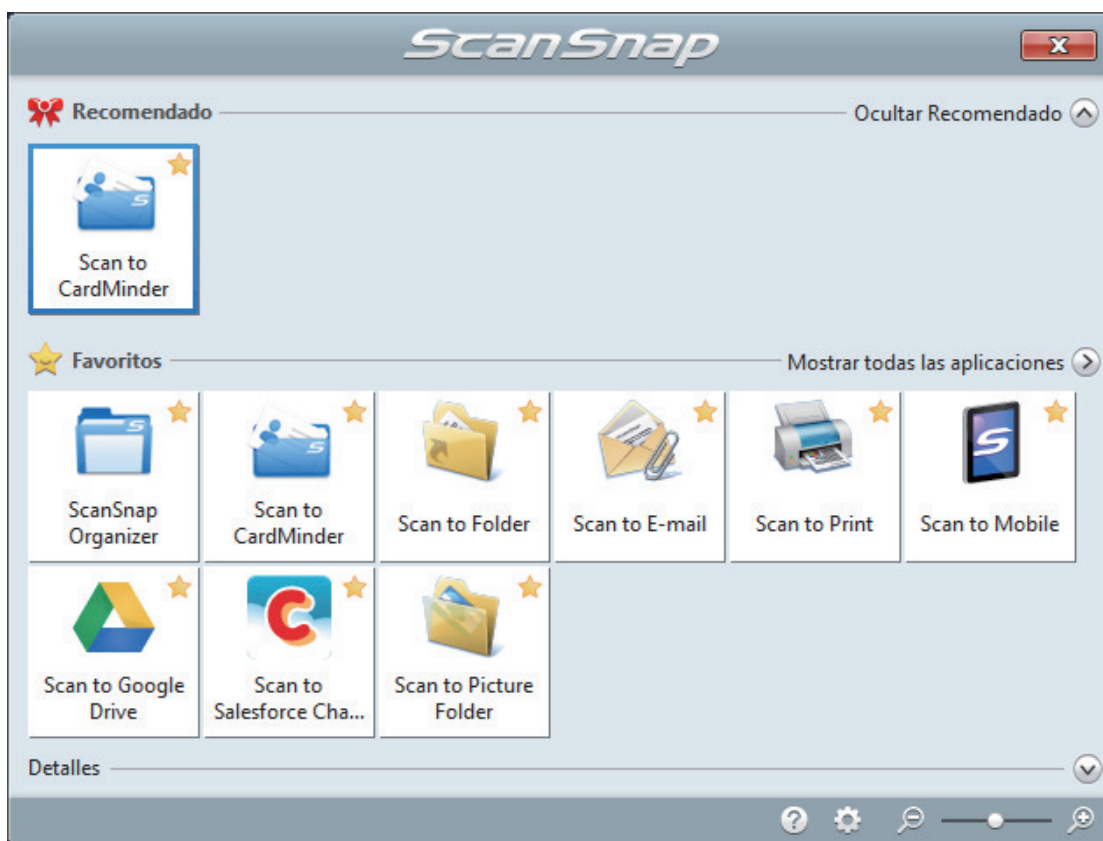 ScanSnap
Recomendado
Ocultar Recomendado
Scan to
CardMinder
Favoritos
Mostrar todas las aplicaciones
ScanSnap
Organizer
Scan to
CardMinder
Scan to Folder
Scan to E-mail
Scan to Print
Scan to Mobile
Scan to Google
Drive
Scan to
Salesforce Cha...
Scan to Picture
Folder
Detalles